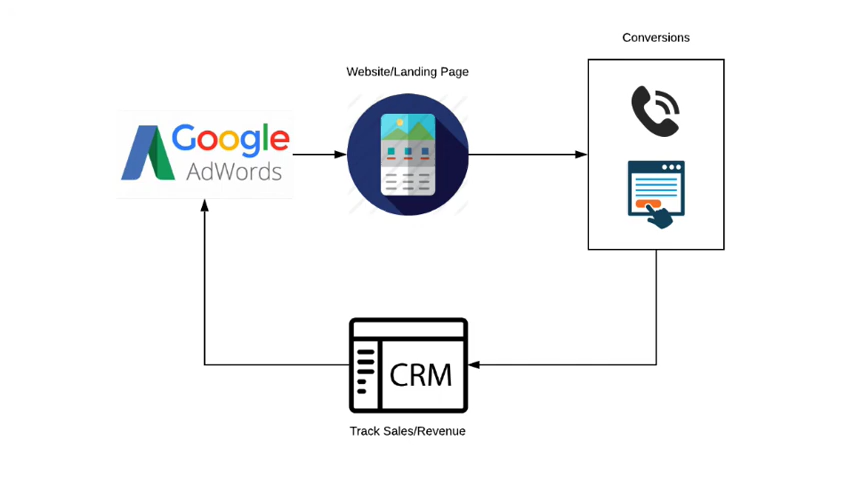 Conversions
Website/Landing Page
Google
AdWords
CRM
Track Sales/Revenue